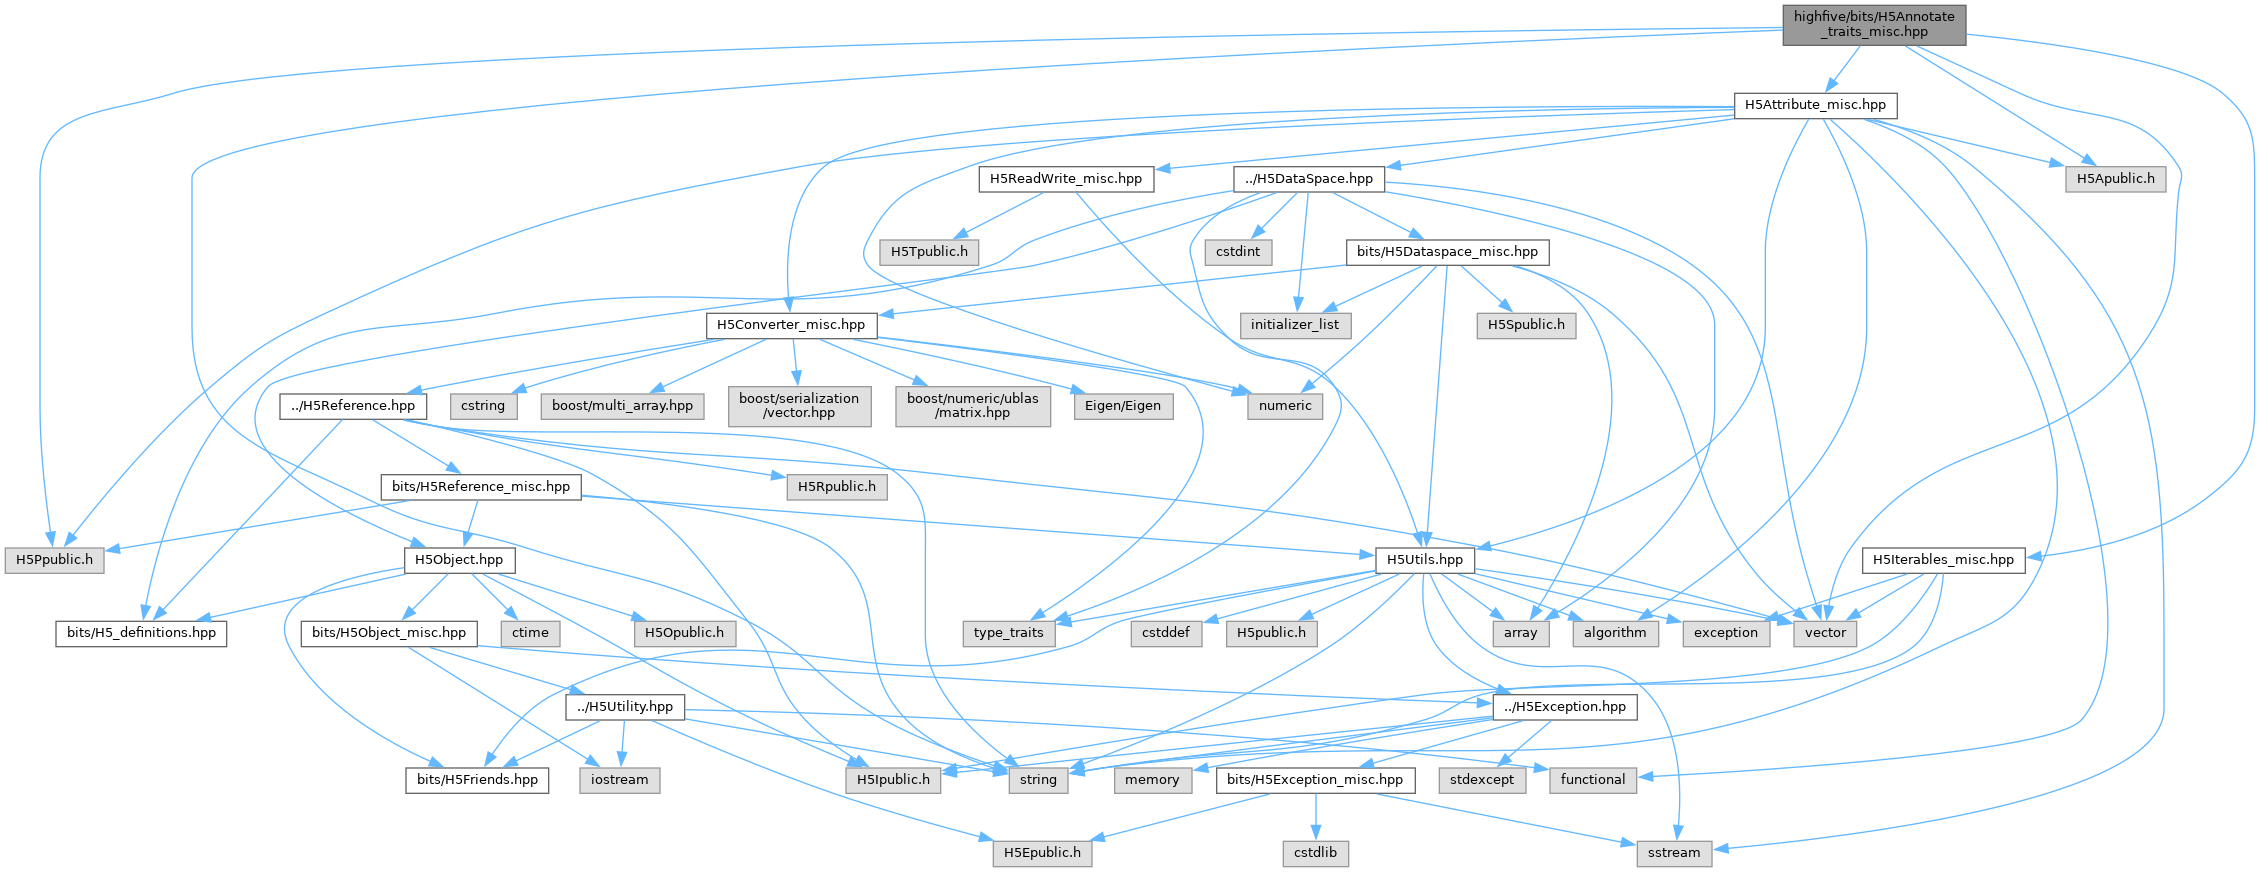 highfive/bits/H5Annotate
_traits_misc.hpp
H5Attribute_misc.hpp
H5ReadWrite_misc.hpp
../H5DataSpace.hpp
H5Apublic.h
H5Tpublic.h
cstdint
bits/H5Dataspace_misc.hpp
H5Converter_misc.hpp
initializer_list
H5Spublic.h
../H5Reference.hpp
cstring
boost/multi_array.hpp
boost/serialization
/vector.hpp
boost/numeric/ublas
/matrix.hpp
Eigen/Eigen
numeric
bits/H5Reference_misc.hpp
H5Rpublic.h
H5Ppublic.h
H5Object.hpp
H5Utils.hpp
H5Iterables_misc.hpp
bits/H5_definitions.hpp
bits/H5Object_misc.hpp
ctime
H5Opublic.h
type_traits
cstddef
H5public.h
array
algorithm
exception
vector
../H5Utility.hpp
../H5Exception.hpp
bits/H5Friends.hpp
iostream
H5Ipublic.h
string
memory
bits/H5Exception_misc.hpp
stdexcept
functional
H5Epublic.h
cstdlib
sstream